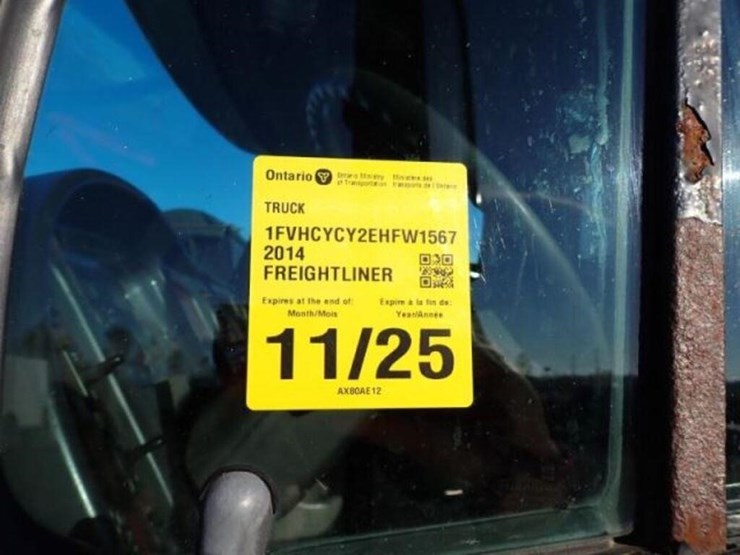 Ontario Ontario Ministry Ministère des
of Transportation transports de l'Ontario
TRUCK
1FVHCYCY2EHFW1567
2014
FREIGHTLINER
Expires at the end of: Expire à la fin de:
Month/Mois Year/Année
11/25
AX80AE12